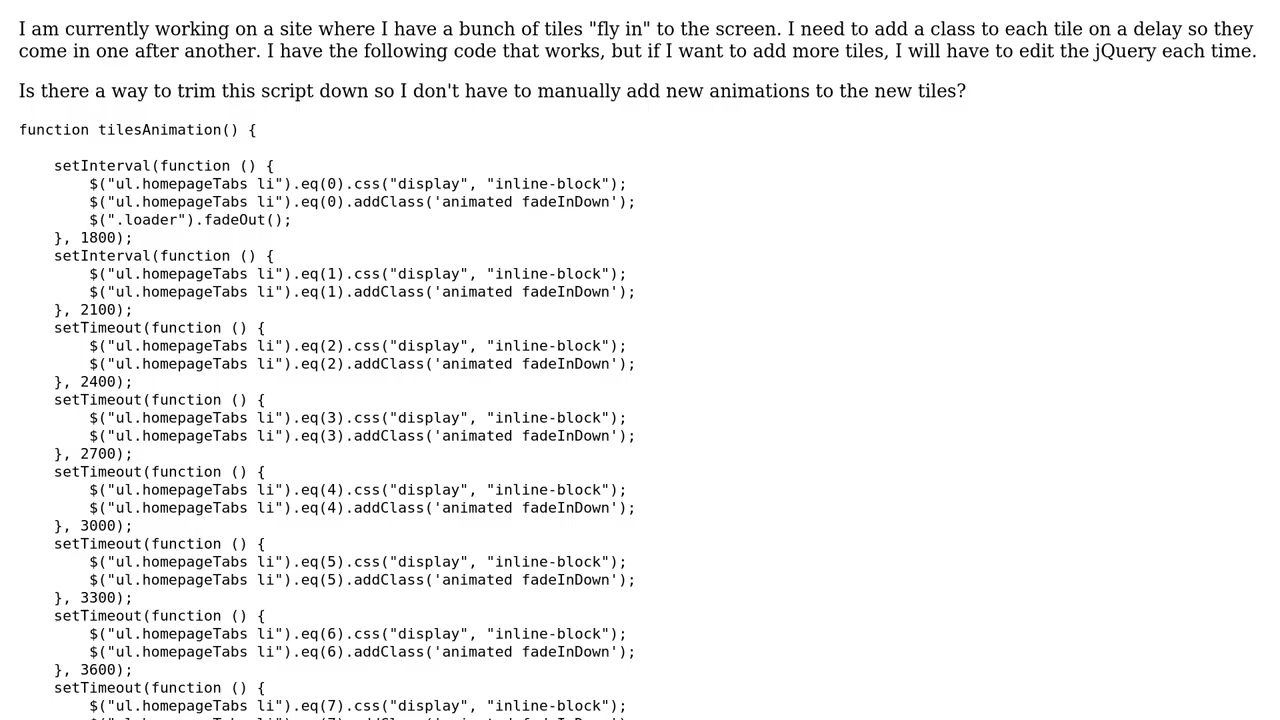 I am currently working on a site where I have a bunch of tiles "fly in" to the screen. I need to add a class to each tile on a delay so they
come in one after another. I have the following code that works, but if I want to add more tiles, I will have to edit the jQuery each time.
Is there a way to trim this script down so I don't have to manually add new animations to the new tiles?
function tilesAnimation() {
    setInterval(function () {
        $("ul.homepageTabs li").eq(0).css("display", "inline-block");
        $("ul.homepageTabs li").eq(0).addClass('animated fadeInDown');
        $(".loader").fadeOut();
    }, 1800);
    setInterval(function () {
        $("ul.homepageTabs li").eq(1).css("display", "inline-block");
        $("ul.homepageTabs li").eq(1).addClass('animated fadeInDown');
    }, 2100);
    setTimeout(function () {
        $("ul.homepageTabs li").eq(2).css("display", "inline-block");
        $("ul.homepageTabs li").eq(2).addClass('animated fadeInDown');
    }, 2400);
    setTimeout(function () {
        $("ul.homepageTabs li").eq(3).css("display", "inline-block");
        $("ul.homepageTabs li").eq(3).addClass('animated fadeInDown');
    }, 2700);
    setTimeout(function () {
        $("ul.homepageTabs li").eq(4).css("display", "inline-block");
        $("ul.homepageTabs li").eq(4).addClass('animated fadeInDown');
    }, 3000);
    setTimeout(function () {
        $("ul.homepageTabs li").eq(5).css("display", "inline-block");
        $("ul.homepageTabs li").eq(5).addClass('animated fadeInDown');
    }, 3300);
    setTimeout(function () {
        $("ul.homepageTabs li").eq(6).css("display", "inline-block");
        $("ul.homepageTabs li").eq(6).addClass('animated fadeInDown');
    }, 3600);
    setTimeout(function () {
        $("ul.homepageTabs li").eq(7).css("display", "inline-block");